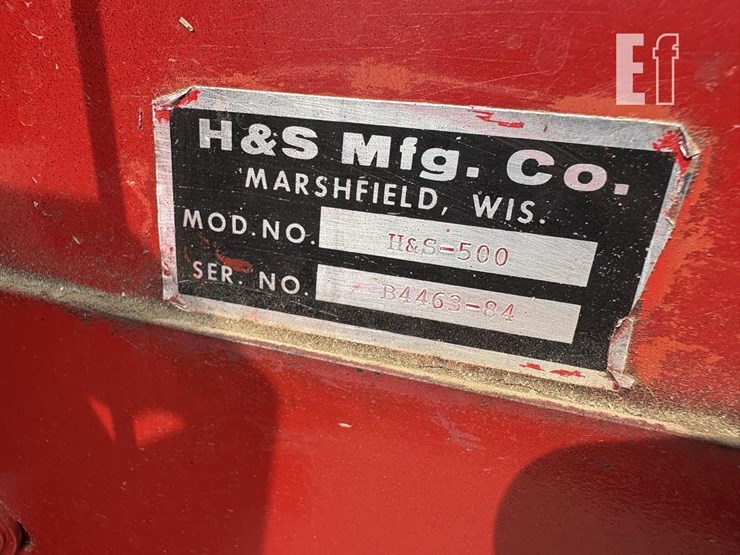 Ef
H&S Mfg. Co.
MARSHFIELD, WIS.
MOD. NO. H&S-500
SER. NO. B4463-84